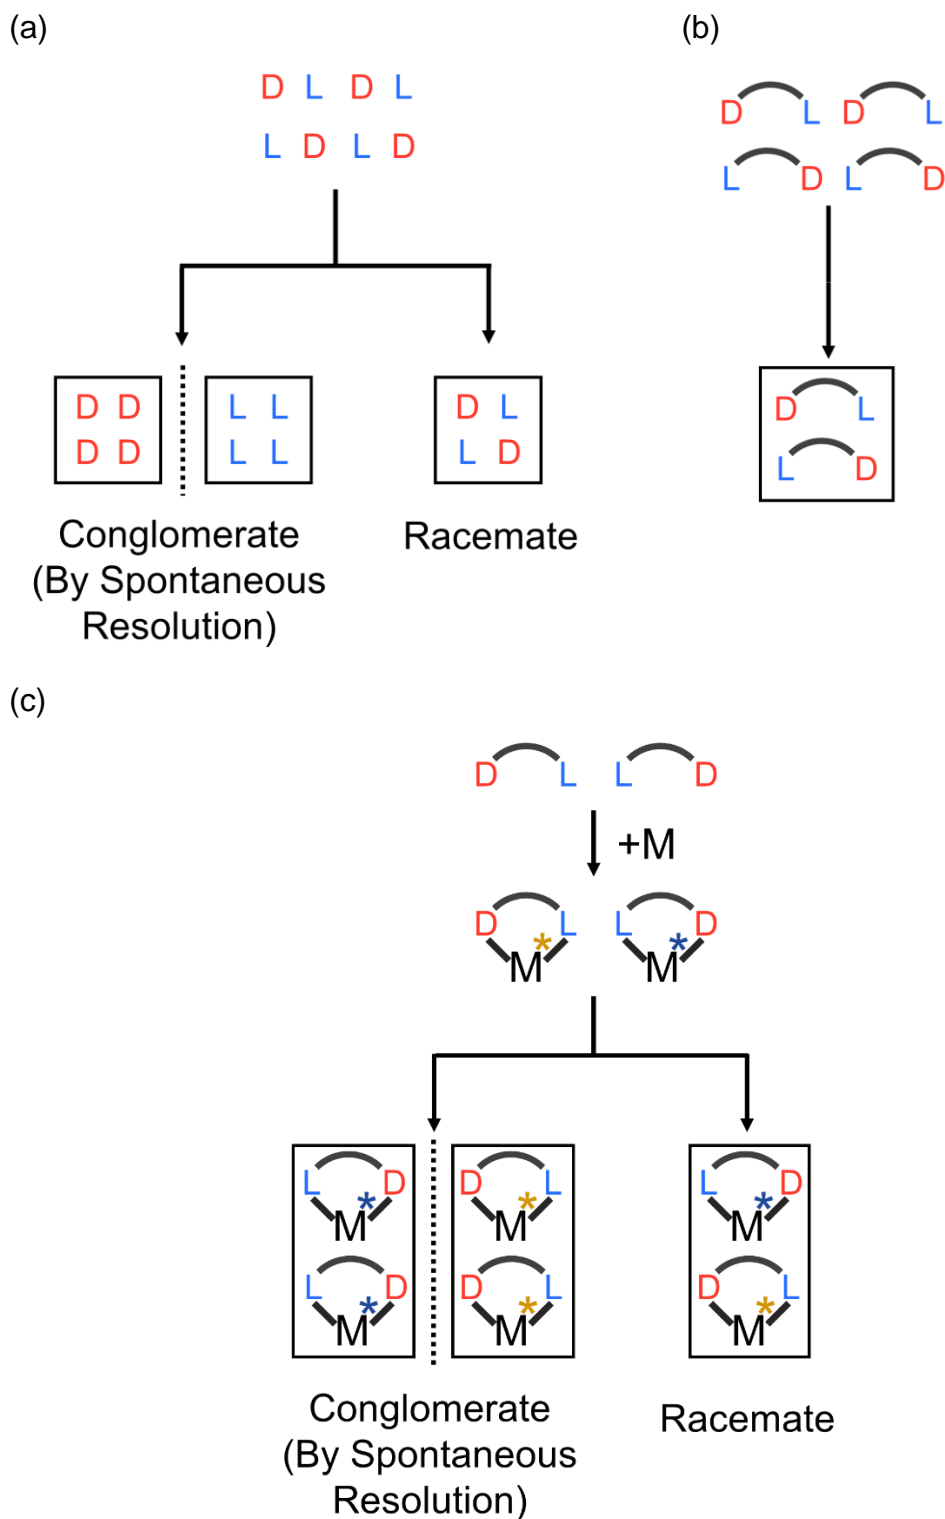 (a)
D L D L
L D L D
D D
D D
L L
L L
D L
L D
Conglomerate
(By Spontaneous
Resolution)
Racemate
(b)
D L D L
L D L D
D L
L D
(c)
D L L D
+M
D L L D
M* M*
L D
M*
L D
M*
D L
M*
D L
M*
L D
M*
D L
M*
Conglomerate
(By Spontaneous
Resolution)
Racemate